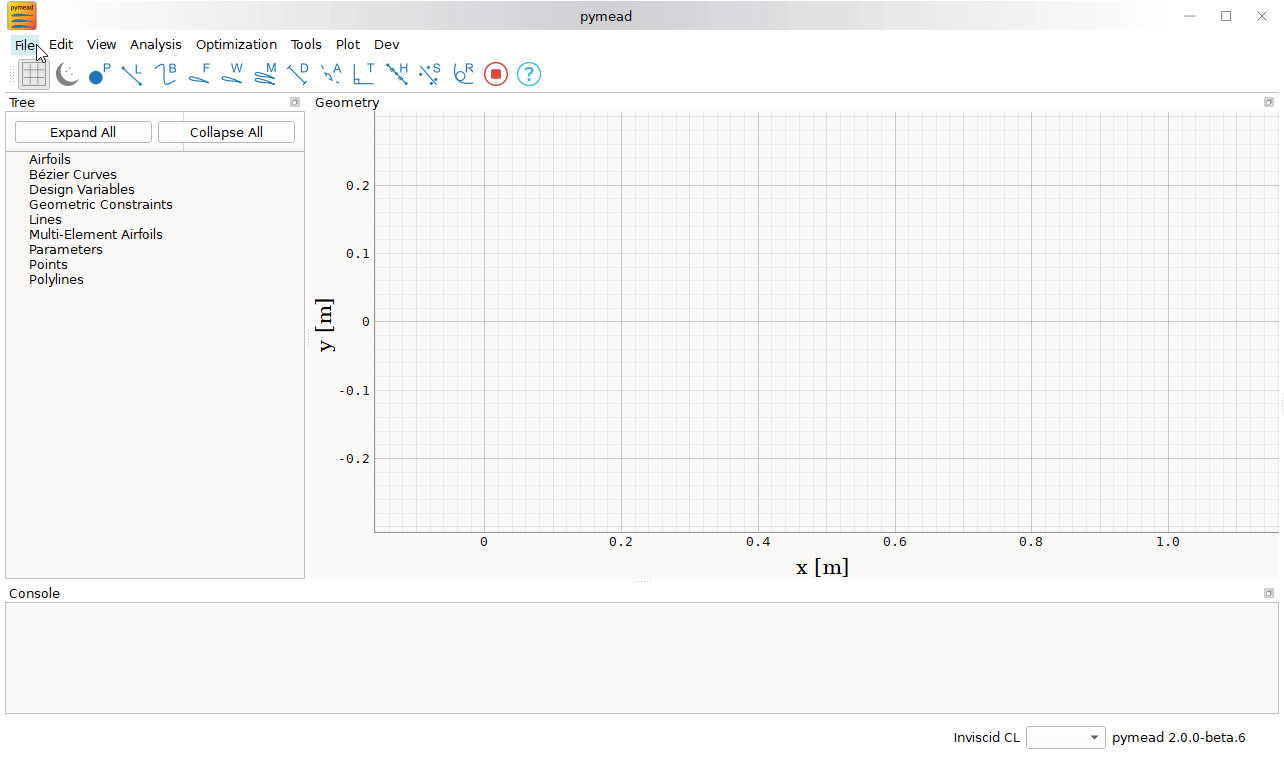 pymead
pymead
File Edit View Analysis Optimization Tools Plot Dev
P L B F W M D A T H S R ?
Tree
Geometry
Expand All Collapse All
Airfoils
Bézier Curves
Design Variables
Geometric Constraints
Lines
Multi-Element Airfoils
Parameters
Points
Polylines
0.2
0.1
0
-0.1
-0.2
y [m]
0 0.2 0.4 0.6 0.8 1.0
x [m]
Console
Inviscid CL
pymead 2.0.0-beta.6